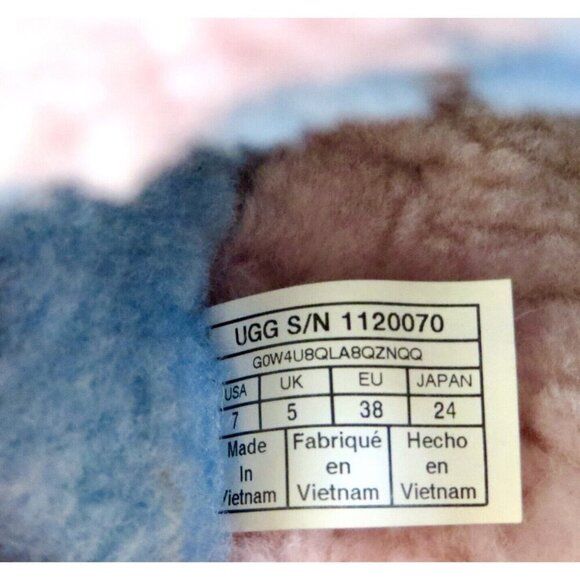 UGG S/N 1120070
G0W4U8QLA8QZNQQ
USA UK EU JAPAN
7 5 38 24
Made Fabriqué Hecho
In en en
Vietnam Vietnam Vietnam